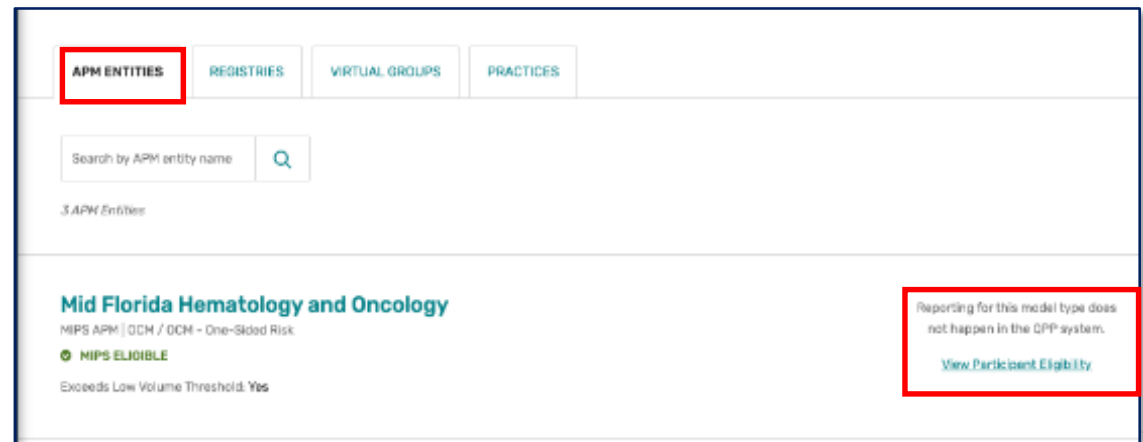 APM ENTITIES
REGISTRIES
VIRTUAL GROUPS
PRACTICES
Search by APM entity name
3 APM Entities
Mid Florida Hematology and Oncology
MIPS APM | OCM / OCM - One-Sided Risk
MIPS ELIGIBLE
Exceeds Low Volume Threshold: Yes
Reporting for this model type does
not happen in the QPP system.
View Participant Eligibility